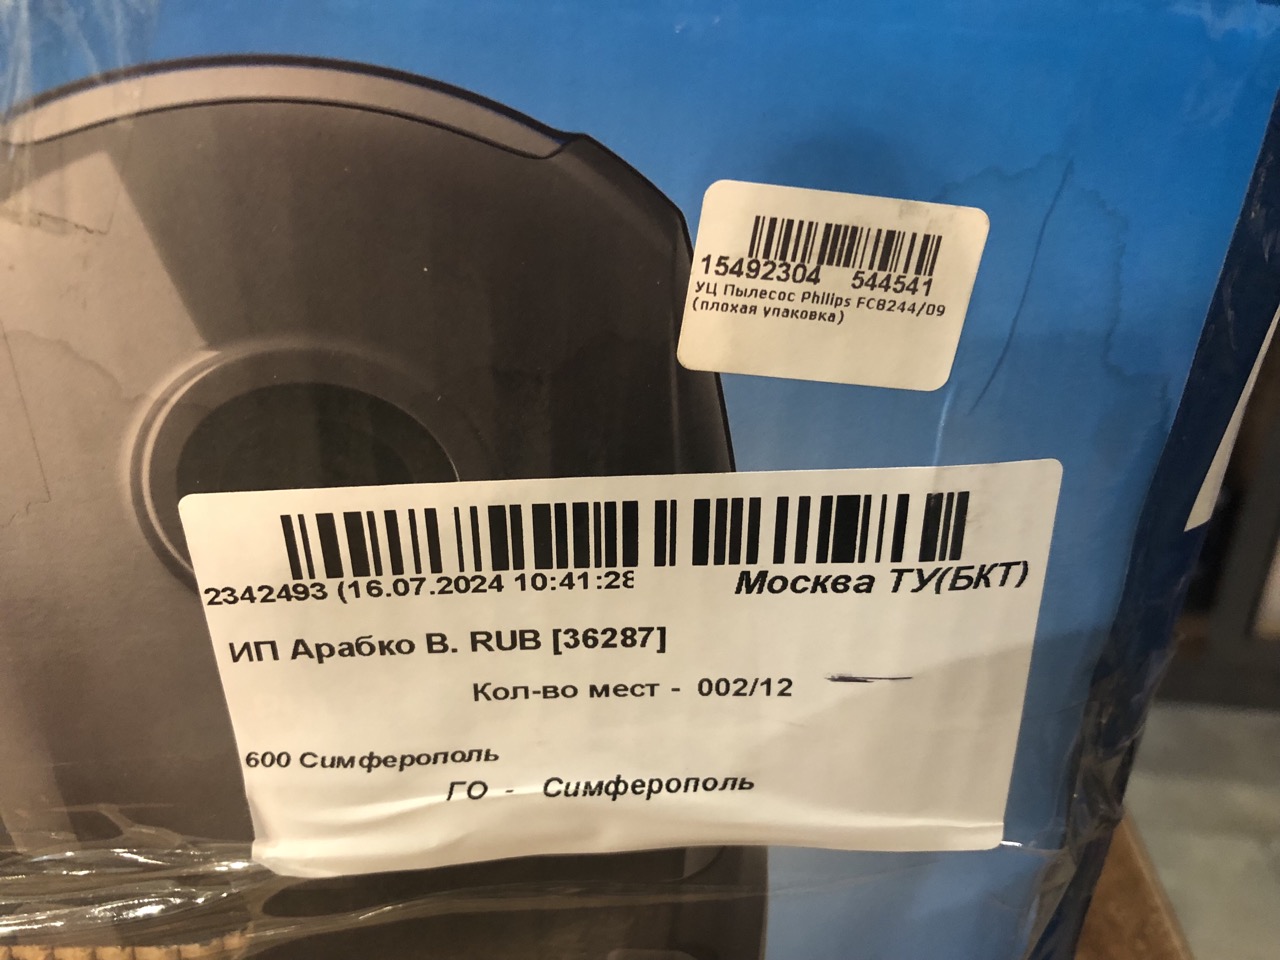 15492304 544541
УЦ Пылесос Philips FC8244/09
(плохая упаковка)
2342493 (16.07.2024 10:41:28
Москва ТУ(БКТ)
ИП Арабко В. RUB [36287]
Кол-во мест - 002/12
600 Симферополь
ГО - Симферополь